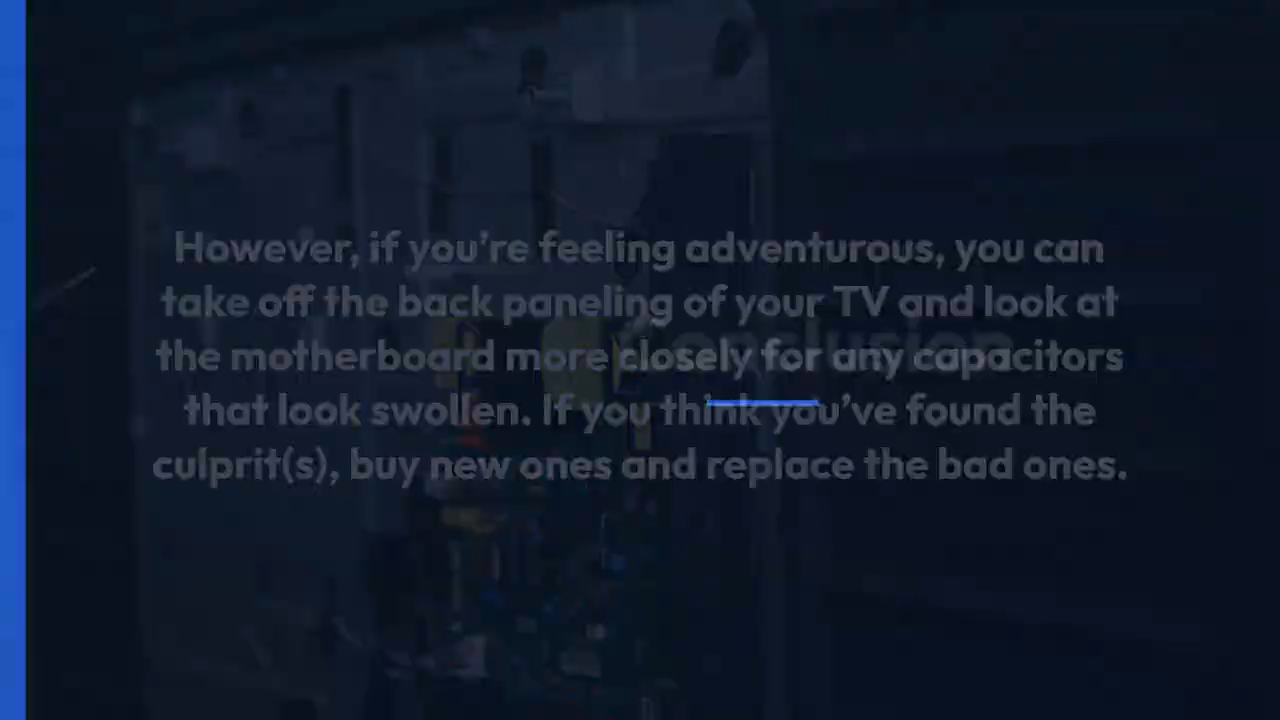 However, if you're feeling adventurous, you can
take off the back paneling of your TV and look at
the motherboard more closely for any capacitors
that look swollen. If you think you've found the
culprit(s), buy new ones and replace the bad ones.
Conclusion